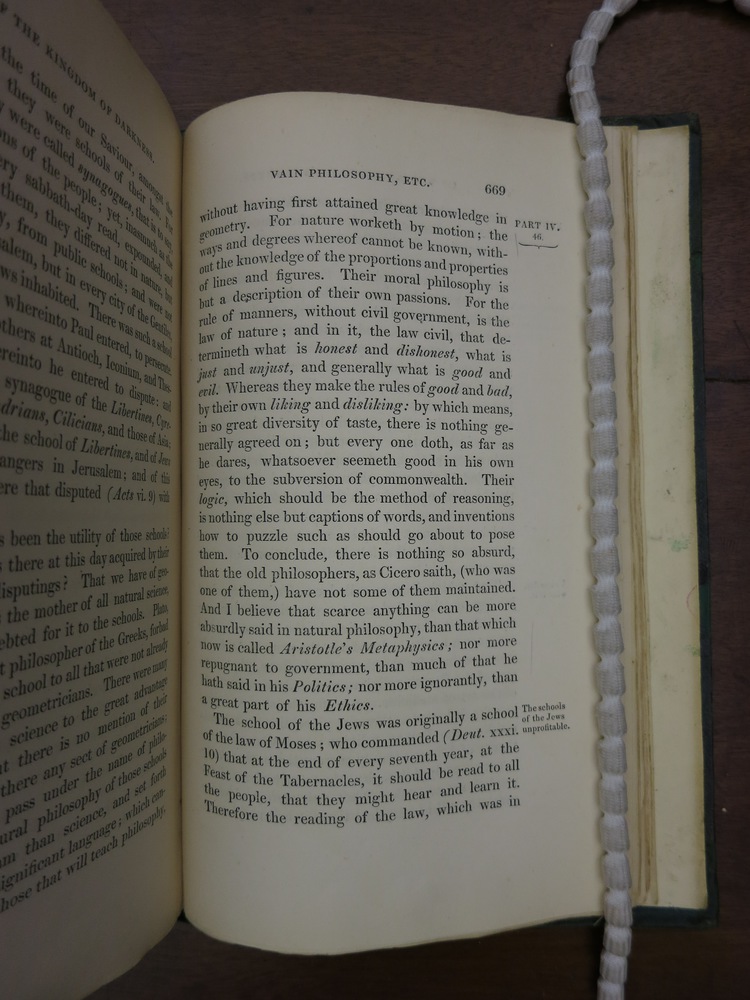 OF THE KINGDOM OF DARKNESS.
the time of our Saviour, amongst the
they were schools of their law. For
were called synagogues, that is to say,
of the people; yet, inasmuch as the
sabbath-day read, expounded, and
them, they differed not in nature, but
from public schools; and were not
but in every city of the Gentiles,
inhabited. There was such a school
whereinto Paul entered, to persecute.
at Antioch, Iconium, and
he entered to dispute: and
synagogue of the Libertines,
Cilicians, and those of Asia:
the school of Libertines, and of Jews
in Jerusalem; and of this
that disputed (Acts vi. 9) with
been the utility of those schools?
there at this day acquired by their
That we have of
the mother of all natural science,
for it to the schools. Plato,
philosopher of the Greeks, forbad
school to all that were not already
geometricians. There were many
science to the great advantage
there is no mention of their
there any sect of geometricians;
pass under the name of
philosophy of those schools
than science, and set forth
language; which
that will teach philosophy,
VAIN PHILOSOPHY, ETC.
669
without having first attained great knowledge in
geometry. For nature worketh by motion; the
ways and degrees whereof cannot be known, with-
out the knowledge of the proportions and properties
of lines and figures. Their moral philosophy is
but a description of their own passions. For the
rule of manners, without civil government, is the
law of nature; and in it, the law civil, that de-
termineth what is honest and dishonest, what is
just and unjust, and generally what is good and
evil. Whereas they make the rules of good and bad,
by their own liking and disliking: by which means,
in so great diversity of taste, there is nothing ge-
nerally agreed on; but every one doth, as far as
he dares, whatsoever seemeth good in his own
eyes, to the subversion of commonwealth. Their
logic, which should be the method of reasoning,
is nothing else but captions of words, and inventions
how to puzzle such as should go about to pose
them. To conclude, there is nothing so absurd,
that the old philosophers, as Cicero saith, (who was
one of them,) have not some of them maintained.
And I believe that scarce anything can be more
absurdly said in natural philosophy, than that which
now is called Aristotle's Metaphysics; nor more
repugnant to government, than much of that he
hath said in his Politics; nor more ignorantly, than
a great part of his Ethics.
The school of the Jews was originally a school
of the law of Moses; who commanded (Deut. xxxi.
10) that at the end of every seventh year, at the
Feast of the Tabernacles, it should be read to all
the people, that they might hear and learn it.
Therefore the reading of the law, which was in
PART IV.
46.
The schools
of the Jews
unprofitable.